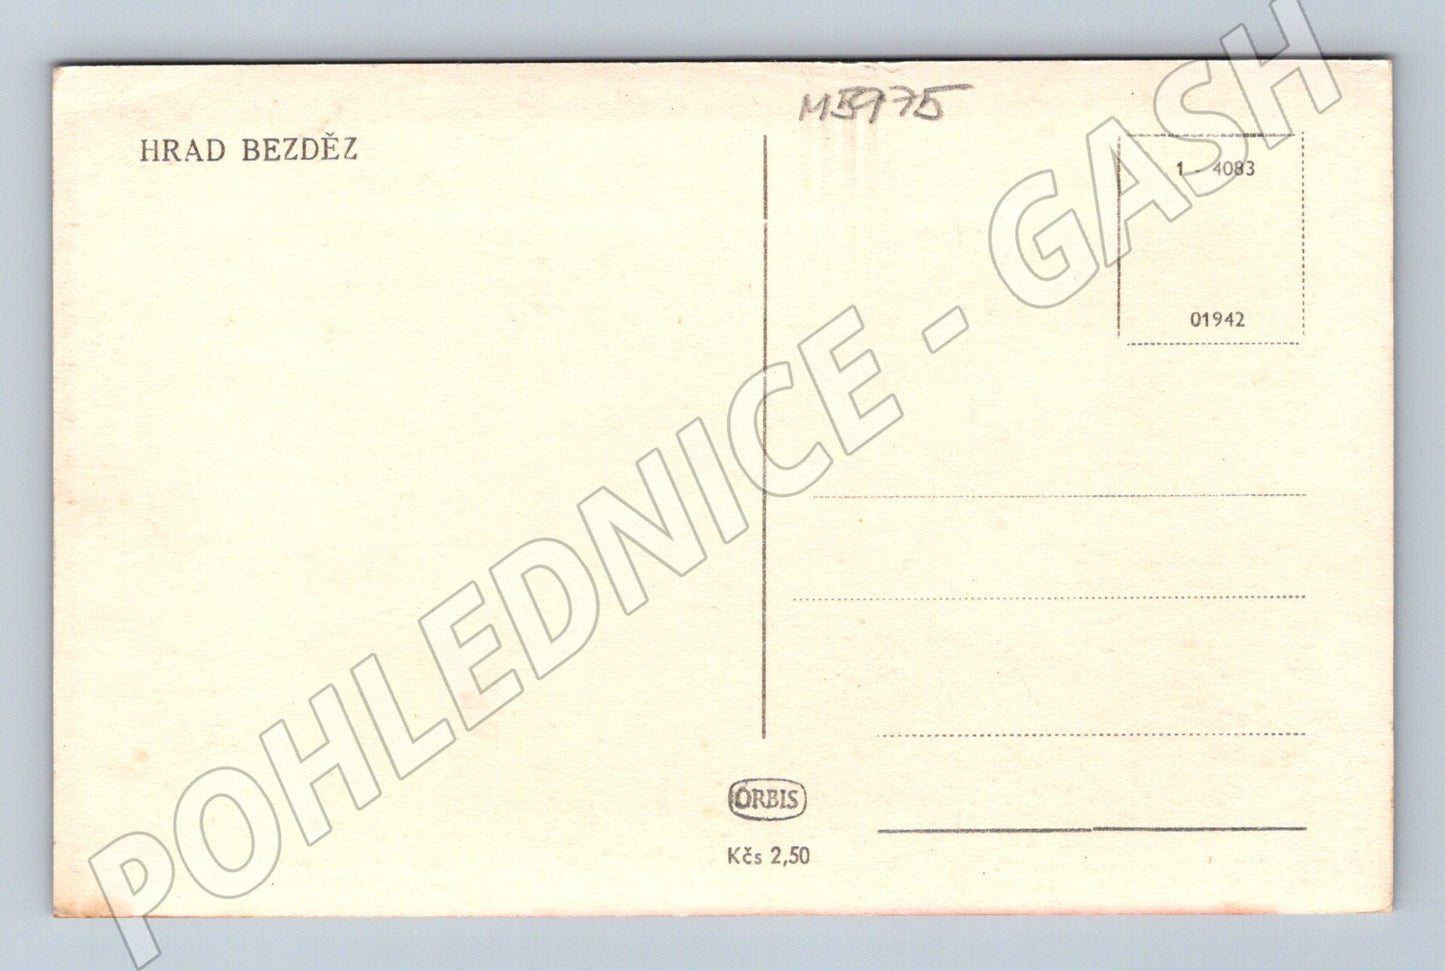 M5975
HRAD BEZDĚZ
1 - 4083
01942
POHLEDNICE - GASH
ORBIS
Kčs 2,50